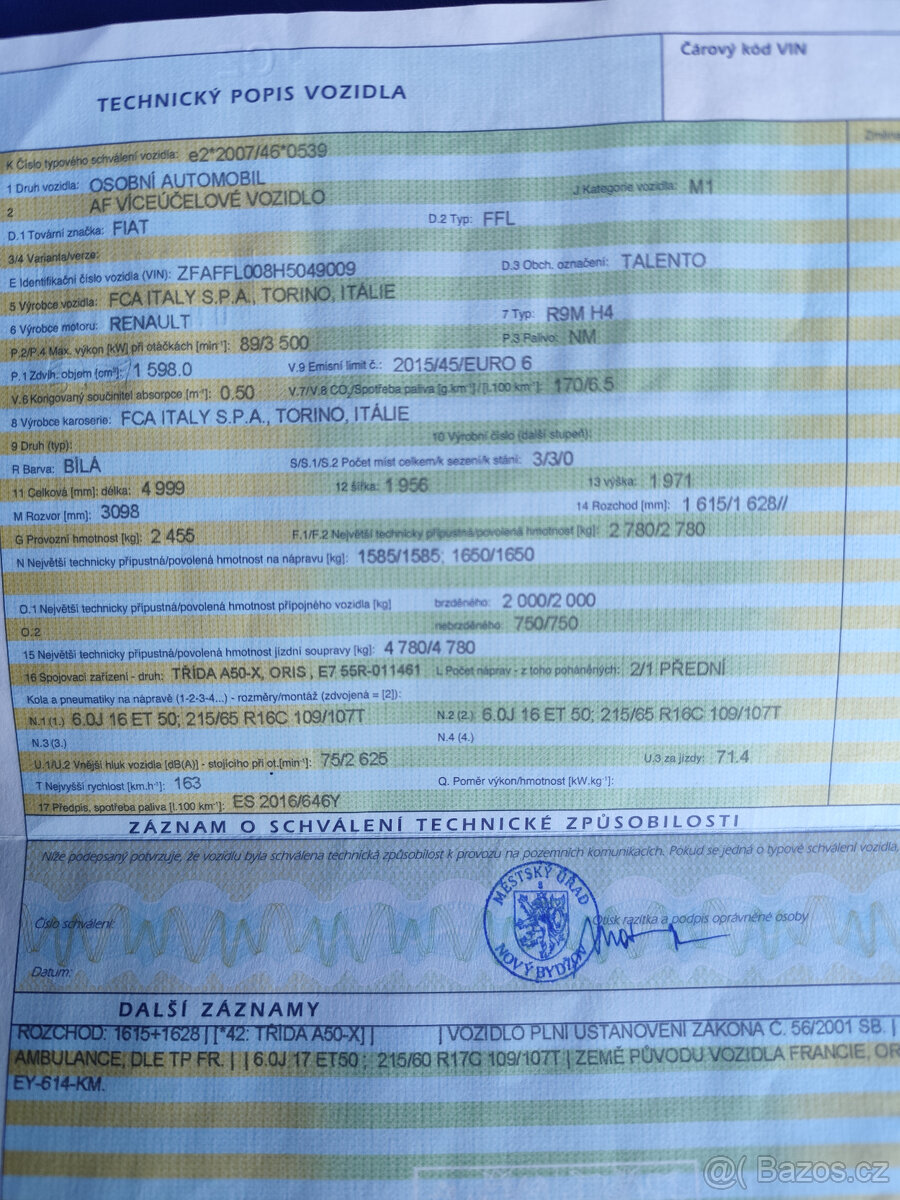 TECHNICKÝ POPIS VOZIDLA
Čárový kód VIN
K Číslo typového schválení vozidla: e2*2007/46*0539
1 Druh vozidla: OSOBNÍ AUTOMOBIL J Kategorie vozidla: M1
2 AF VÍCEÚČELOVÉ VOZIDLO
D.1 Tovární značka: FIAT D.2 Typ: FFL
3/4 Varianta/verze:
E Identifikační číslo vozidla (VIN): ZFAFFL008H5049009 D.3 Obch. označení: TALENTO
5 Výrobce vozidla: FCA ITALY S.P.A., TORINO, ITÁLIE
6 Výrobce motoru: RENAULT 7 Typ: R9M H4
P.2/P.4 Max. výkon [kW] při otáčkách [min⁻¹]: 89/3 500 P.3 Palivo: NM
P.1 Zdvih. objem [cm³]: 1 598.0 V.9 Emisní limit č.: 2015/45/EURO 6
V.6 Korigovaný součinitel absorpce [m⁻¹]: 0.50 V.7/V.8 CO₂/Spotřeba paliva [g.km⁻¹]/[l.100 km⁻¹]: 170/6.5
8 Výrobce karoserie: FCA ITALY S.P.A., TORINO, ITÁLIE
9 Druh (typ): 10 Výrobní číslo (další stupeň):
R Barva: BÍLÁ S/S.1/S.2 Počet míst celkem/k sezení/k stání: 3/3/0
11 Celková [mm]: délka: 4 999 12 šířka: 1 956 13 výška: 1 971
M Rozvor [mm]: 3098 14 Rozchod [mm]: 1 615/1 628//
G Provozní hmotnost [kg]: 2 455 F.1/F.2 Největší technicky přípustná/povolená hmotnost [kg]: 2 780/2 780
N Největší technicky přípustná/povolená hmotnost na nápravu [kg]: 1585/1585; 1650/1650
O.1 Největší technicky přípustná/povolená hmotnost přípojného vozidla [kg] brzděného: 2 000/2 000
O.2 nebrzděného: 750/750
15 Největší technicky přípustná/povolená hmotnost jízdní soupravy [kg]: 4 780/4 780
16 Spojovací zařízení - druh: TŘÍDA A50-X, ORIS , E7 55R-011461 L Počet náprav - z toho poháněných: 2/1 PŘEDNÍ
Kola a pneumatiky na nápravě (1-2-3-4...) - rozměry/montáž (zdvojená = [2]):
N.1 (1.) 6.0J 16 ET 50; 215/65 R16C 109/107T N.2 (2.) 6.0J 16 ET 50; 215/65 R16C 109/107T
N.3 (3.) N.4 (4.)
U.1/U.2 Vnější hluk vozidla [dB(A)] - stojícího při ot.[min⁻¹]: 75/2 625 U.3 za jízdy: 71.4
T Nejvyšší rychlost [km.h⁻¹]: 163 Q. Poměr výkon/hmotnost [kW.kg⁻¹]:
17 Předpis. spotřeba paliva [l.100 km⁻¹]: ES 2016/646Y
ZÁZNAM O SCHVÁLENÍ TECHNICKÉ ZPŮSOBILOSTI
Níže podepsaný potvrzuje, že vozidlu byla schválena technická způsobilost k provozu na pozemních komunikacích. Pokud se jedná o typové schválení vozidla,
MĚSTSKÝ ÚŘAD
8
NOVÝ BYDŽOV
Číslo schválení: Otisk razítka a podpis oprávněné osoby
Datum:
DALŠÍ ZÁZNAMY
ROZCHOD: 1615+1628 | [*42: TŘÍDA A50-X] | | VOZIDLO PLNÍ USTANOVENÍ ZÁKONA Č. 56/2001 SB. |
AMBULANCE, DLE TP FR. | | 6.0J 17 ET50 ; 215/60 R17G 109/107T | ZEMĚ PŮVODU VOZIDLA FRANCIE, OR
EY-614-KM.
@( Bazos.cz